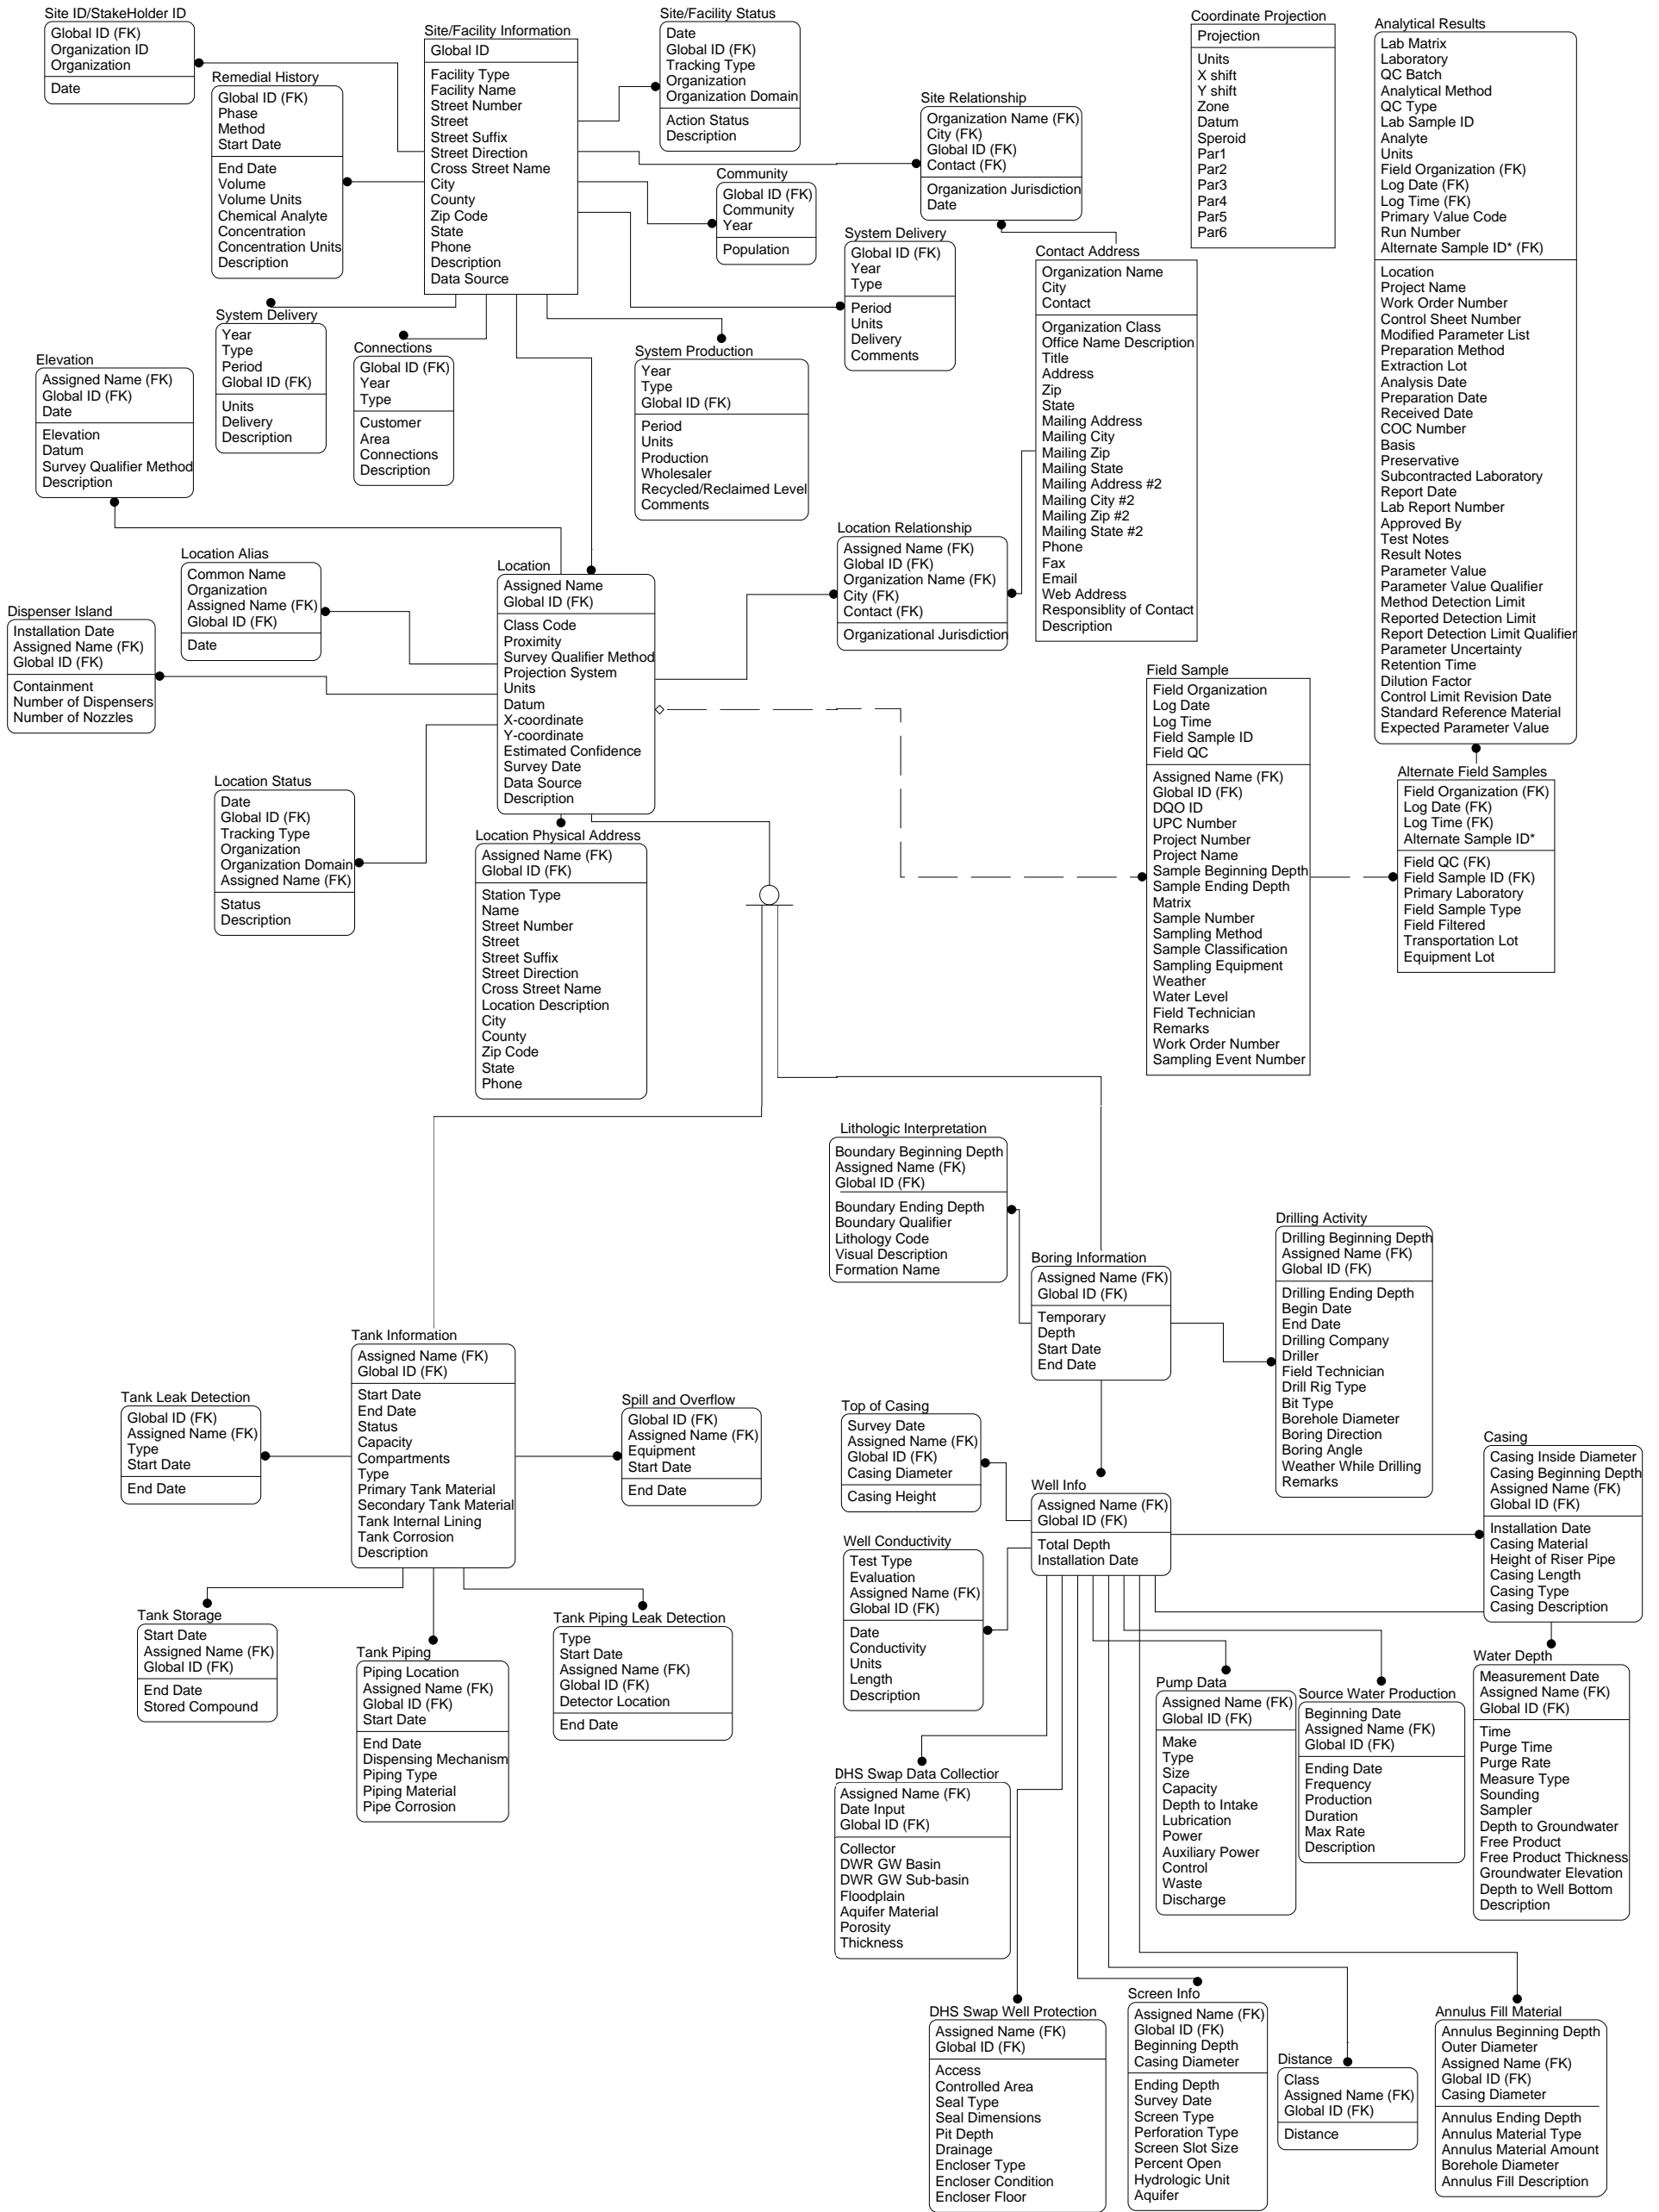 Site ID/StakeHolder ID
Global ID (FK)
Organization ID
Organization
Date
Remedial History
Global ID (FK)
Phase
Method
Start Date
End Date
Volume
Volume Units
Chemical Analyte
Concentration
Concentration Units
Description
Site/Facility Information
Global ID
Facility Type
Facility Name
Street Number
Street
Street Suffix
Street Direction
Cross Street Name
City
County
Zip Code
State
Phone
Description
Data Source
Site/Facility Status
Date
Global ID (FK)
Tracking Type
Organization
Organization Domain
Action Status
Description
Community
Global ID (FK)
Community
Year
Population
Site Relationship
Organization Name (FK)
City (FK)
Global ID (FK)
Contact (FK)
Organization Jurisdiction
Date
System Delivery
Global ID (FK)
Year
Type
Period
Units
Delivery
Comments
Coordinate Projection
Projection
Units
X shift
Y shift
Zone
Datum
Speroid
Par1
Par2
Par3
Par4
Par5
Par6
Analytical Results
Lab Matrix
Laboratory
QC Batch
Analytical Method
QC Type
Lab Sample ID
Analyte
Units
Field Organization (FK)
Log Date (FK)
Log Time (FK)
Primary Value Code
Run Number
Alternate Sample ID* (FK)
Location
Project Name
Work Order Number
Control Sheet Number
Modified Parameter List
Preparation Method
Extraction Lot
Analysis Date
Preparation Date
Received Date
COC Number
Basis
Preservative
Subcontracted Laboratory
Report Date
Lab Report Number
Approved By
Test Notes
Result Notes
Parameter Value
Parameter Value Qualifier
Method Detection Limit
Reported Detection Limit
Report Detection Limit Qualifier
Parameter Uncertainty
Retention Time
Dilution Factor
Control Limit Revision Date
Standard Reference Material
Expected Parameter Value
Contact Address
Organization Name
City
Contact
Organization Class
Office Name Description
Title
Address
Zip
State
Mailing Address
Mailing City
Mailing Zip
Mailing State
Mailing Address #2
Mailing City #2
Mailing Zip #2
Mailing State #2
Phone
Fax
Email
Web Address
Responsiblity of Contact
Description
System Delivery
Year
Type
Period
Global ID (FK)
Units
Delivery
Description
Connections
Global ID (FK)
Year
Type
Customer
Area
Connections
Description
System Production
Year
Type
Global ID (FK)
Period
Units
Production
Wholesaler
Recycled/Reclaimed Level
Comments
Elevation
Assigned Name (FK)
Global ID (FK)
Date
Elevation
Datum
Survey Qualifier Method
Description
Location Alias
Common Name
Organization
Assigned Name (FK)
Global ID (FK)
Date
Dispenser Island
Installation Date
Assigned Name (FK)
Global ID (FK)
Containment
Number of Dispensers
Number of Nozzles
Location
Assigned Name
Global ID (FK)
Class Code
Proximity
Survey Qualifier Method
Projection System
Units
Datum
X-coordinate
Y-coordinate
Estimated Confidence
Survey Date
Data Source
Description
Location Relationship
Assigned Name (FK)
Global ID (FK)
Organization Name (FK)
City (FK)
Contact (FK)
Organizational Jurisdiction
Location Status
Date
Global ID (FK)
Tracking Type
Organization
Organization Domain
Assigned Name (FK)
Status
Description
Location Physical Address
Assigned Name (FK)
Global ID (FK)
Station Type
Name
Street Number
Street
Street Suffix
Street Direction
Cross Street Name
Location Description
City
County
Zip Code
State
Phone
Field Sample
Field Organization
Log Date
Log Time
Field Sample ID
Field QC
Assigned Name (FK)
Global ID (FK)
DQO ID
UPC Number
Project Number
Project Name
Sample Beginning Depth
Sample Ending Depth
Matrix
Sample Number
Sampling Method
Sample Classification
Sampling Equipment
Weather
Water Level
Field Technician
Remarks
Work Order Number
Sampling Event Number
Alternate Field Samples
Field Organization (FK)
Log Date (FK)
Log Time (FK)
Alternate Sample ID*
Field QC (FK)
Field Sample ID (FK)
Primary Laboratory
Field Sample Type
Field Filtered
Transportation Lot
Equipment Lot
Lithologic Interpretation
Boundary Beginning Depth
Assigned Name (FK)
Global ID (FK)
Boundary Ending Depth
Boundary Qualifier
Lithology Code
Visual Description
Formation Name
Boring Information
Assigned Name (FK)
Global ID (FK)
Temporary
Depth
Start Date
End Date
Drilling Activity
Drilling Beginning Depth
Assigned Name (FK)
Global ID (FK)
Drilling Ending Depth
Begin Date
End Date
Drilling Company
Driller
Field Technician
Drill Rig Type
Bit Type
Borehole Diameter
Boring Direction
Boring Angle
Weather While Drilling
Remarks
Tank Information
Assigned Name (FK)
Global ID (FK)
Start Date
End Date
Status
Capacity
Compartments
Type
Primary Tank Material
Secondary Tank Material
Tank Internal Lining
Tank Corrosion
Description
Tank Leak Detection
Global ID (FK)
Assigned Name (FK)
Type
Start Date
End Date
Spill and Overflow
Global ID (FK)
Assigned Name (FK)
Equipment
Start Date
End Date
Top of Casing
Survey Date
Assigned Name (FK)
Global ID (FK)
Casing Diameter
Casing Height
Well Info
Assigned Name (FK)
Global ID (FK)
Total Depth
Installation Date
Casing
Casing Inside Diameter
Casing Beginning Depth
Assigned Name (FK)
Global ID (FK)
Installation Date
Casing Material
Height of Riser Pipe
Casing Length
Casing Type
Casing Description
Well Conductivity
Test Type
Evaluation
Assigned Name (FK)
Global ID (FK)
Date
Conductivity
Units
Length
Description
Tank Storage
Start Date
Assigned Name (FK)
Global ID (FK)
End Date
Stored Compound
Tank Piping
Piping Location
Assigned Name (FK)
Global ID (FK)
Start Date
End Date
Dispensing Mechanism
Piping Type
Piping Material
Pipe Corrosion
Tank Piping Leak Detection
Type
Start Date
Assigned Name (FK)
Global ID (FK)
Detector Location
End Date
Pump Data
Assigned Name (FK)
Global ID (FK)
Make
Type
Size
Capacity
Depth to Intake
Lubrication
Power
Auxiliary Power
Control
Waste
Discharge
Source Water Production
Beginning Date
Assigned Name (FK)
Global ID (FK)
Ending Date
Frequency
Production
Duration
Max Rate
Description
Water Depth
Measurement Date
Assigned Name (FK)
Global ID (FK)
Time
Purge Time
Purge Rate
Measure Type
Sounding
Sampler
Depth to Groundwater
Free Product
Free Product Thickness
Groundwater Elevation
Depth to Well Bottom
Description
DHS Swap Data Collectior
Assigned Name (FK)
Date Input
Global ID (FK)
Collector
DWR GW Basin
DWR GW Sub-basin
Floodplain
Aquifer Material
Porosity
Thickness
DHS Swap Well Protection
Assigned Name (FK)
Global ID (FK)
Access
Controlled Area
Seal Type
Seal Dimensions
Pit Depth
Drainage
Encloser Type
Encloser Condition
Encloser Floor
Screen Info
Assigned Name (FK)
Global ID (FK)
Beginning Depth
Casing Diameter
Ending Depth
Survey Date
Screen Type
Perforation Type
Screen Slot Size
Percent Open
Hydrologic Unit
Aquifer
Distance
Class
Assigned Name (FK)
Global ID (FK)
Distance
Annulus Fill Material
Annulus Beginning Depth
Outer Diameter
Assigned Name (FK)
Global ID (FK)
Casing Diameter
Annulus Ending Depth
Annulus Material Type
Annulus Material Amount
Borehole Diameter
Annulus Fill Description